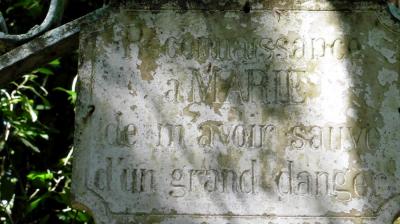 Reconnaissance
à MARIE
de m'avoir sauvé
d'un grand danger